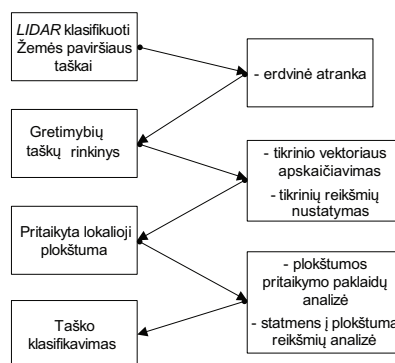 LIDAR klasifikuoti
Žemės paviršiaus
taškai
- erdvinė atranka
Gretimybių
taškų rinkinys
- tikrinio vektoriaus
apskaičiavimas
- tikrinių reikšmių
nustatymas
Pritaikyta lokalioji
plokštuma
- plokštumos
pritaikymo paklaidų
analizė
- statmens į plokštumą
reikšmių analizė
Taško
klasifikavimas